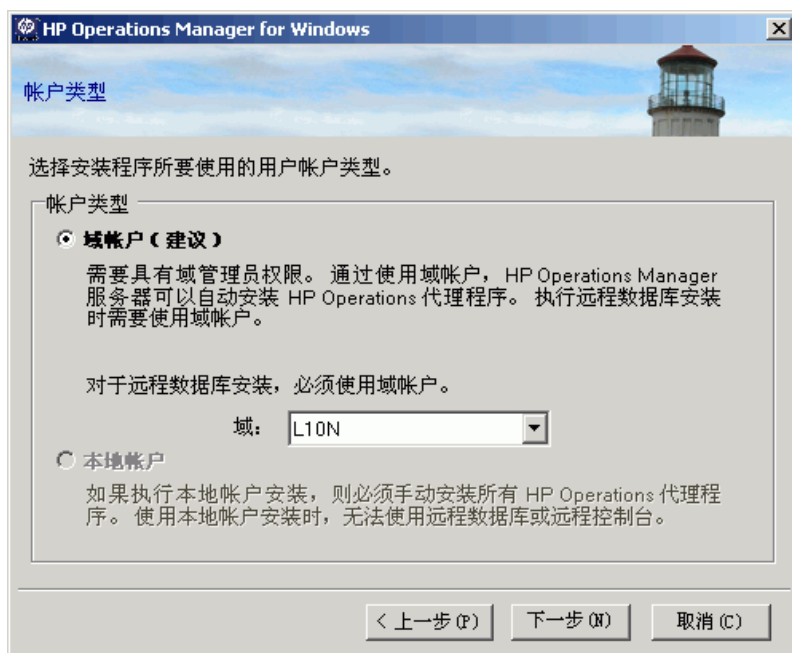 HP Operations Manager for Windows
帐户类型
选择安装程序所要使用的用户帐户类型。
帐户类型
域帐户（建议）
需要具有域管理员权限。 通过使用域帐户，HP Operations Manager
服务器可以自动安装 HP Operations 代理程序。 执行远程数据库安装
时需要使用域帐户。
对于远程数据库安装，必须使用域帐户。
域： L10N
本地帐户
如果执行本地帐户安装，则必须手动安装所有 HP Operations 代理程
序。 使用本地帐户安装时，无法使用远程数据库或远程控制台。
< 上一步(P) 下一步(N) 取消(C)